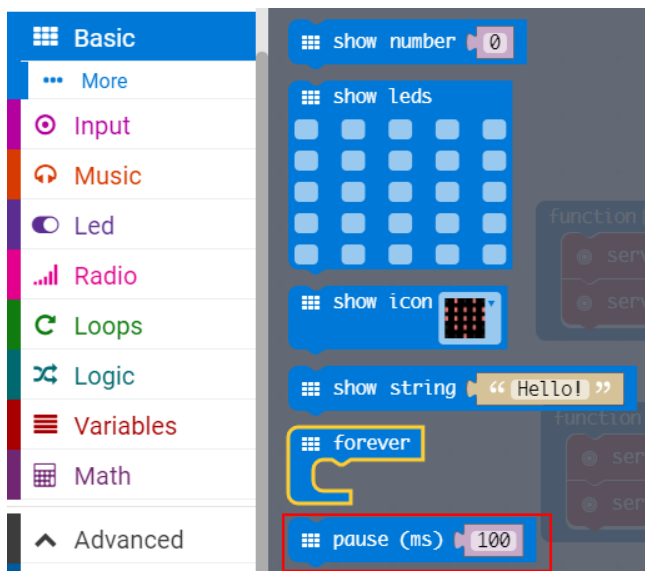 Basic
More
Input
Music
Led
Radio
Loops
Logic
Variables
Math
Advanced
show number 0
show leds
show icon
show string “ Hello! ”
forever
pause (ms) 100
function
function